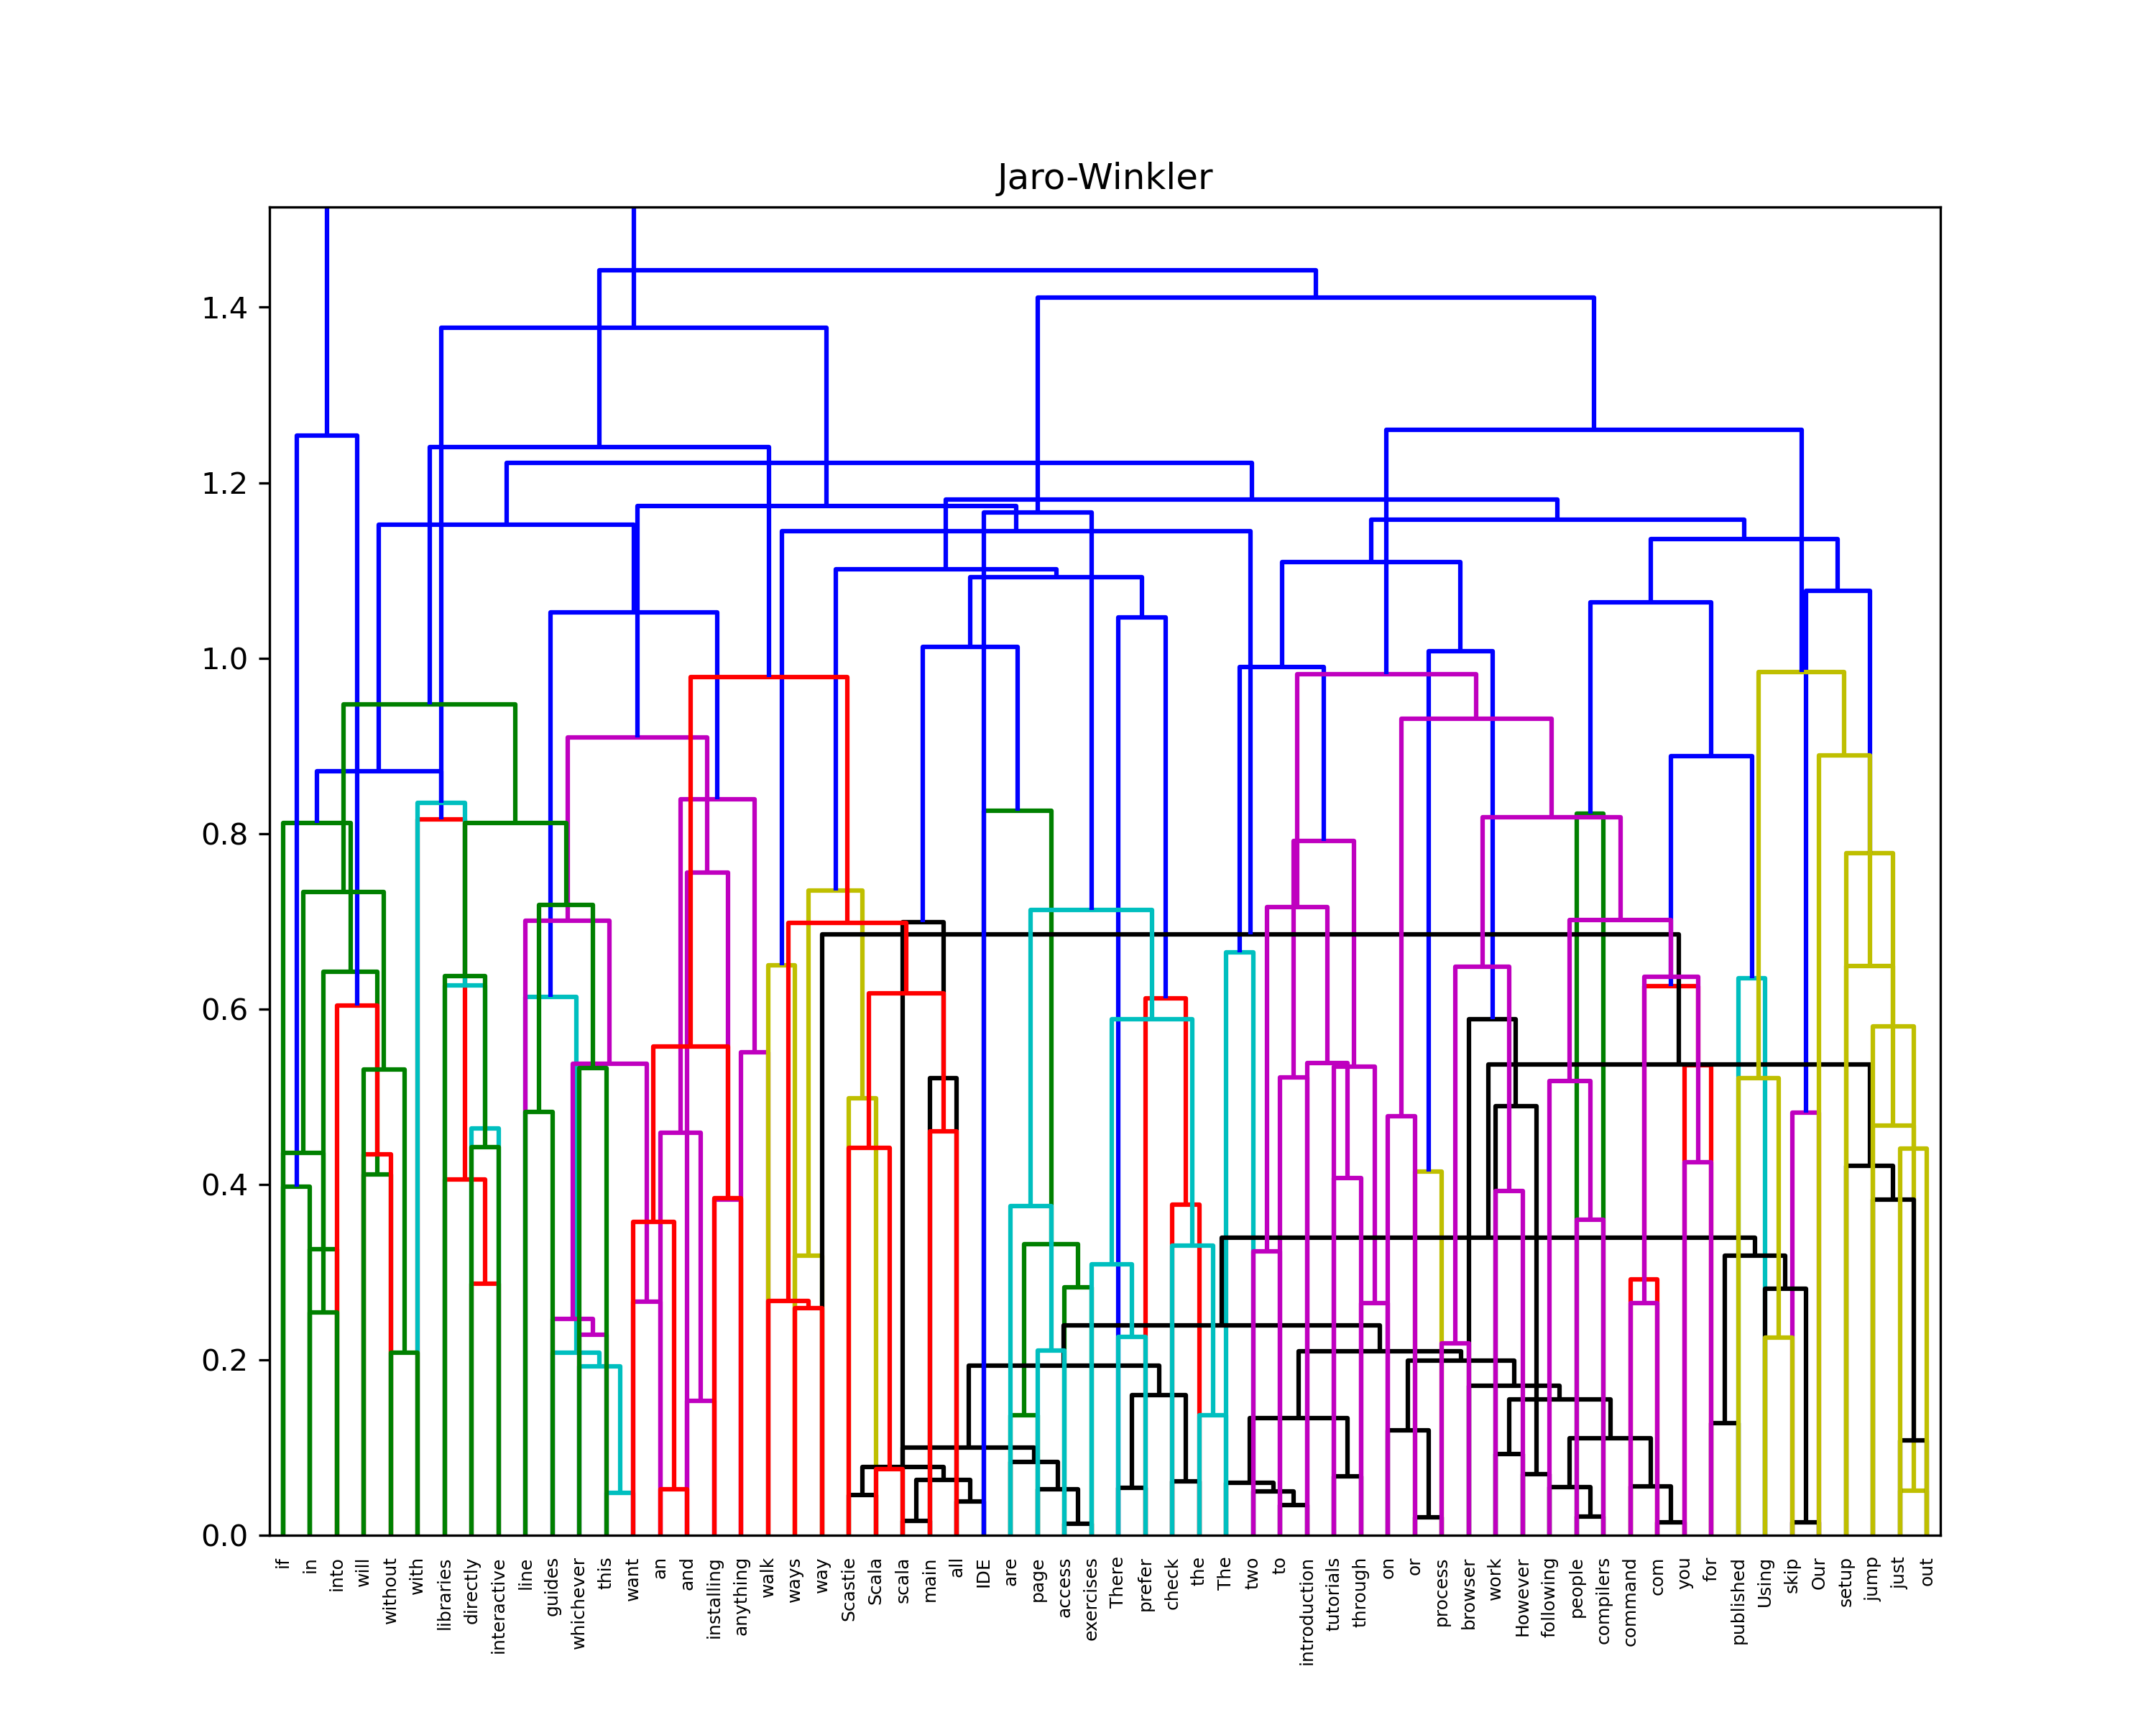 Jaro-Winkler
1.4
1.2
1.0
0.8
0.6
0.4
0.2
0.0
if
in
into
will
without
with
libraries
directly
interactive
line
guides
whichever
this
want
an
and
installing
anything
walk
ways
way
Scastie
Scala
scala
main
all
IDE
are
page
access
exercises
There
prefer
check
the
The
two
to
introduction
tutorials
through
on
or
process
browser
work
However
following
people
compilers
command
com
you
for
published
Using
skip
Our
setup
jump
just
out